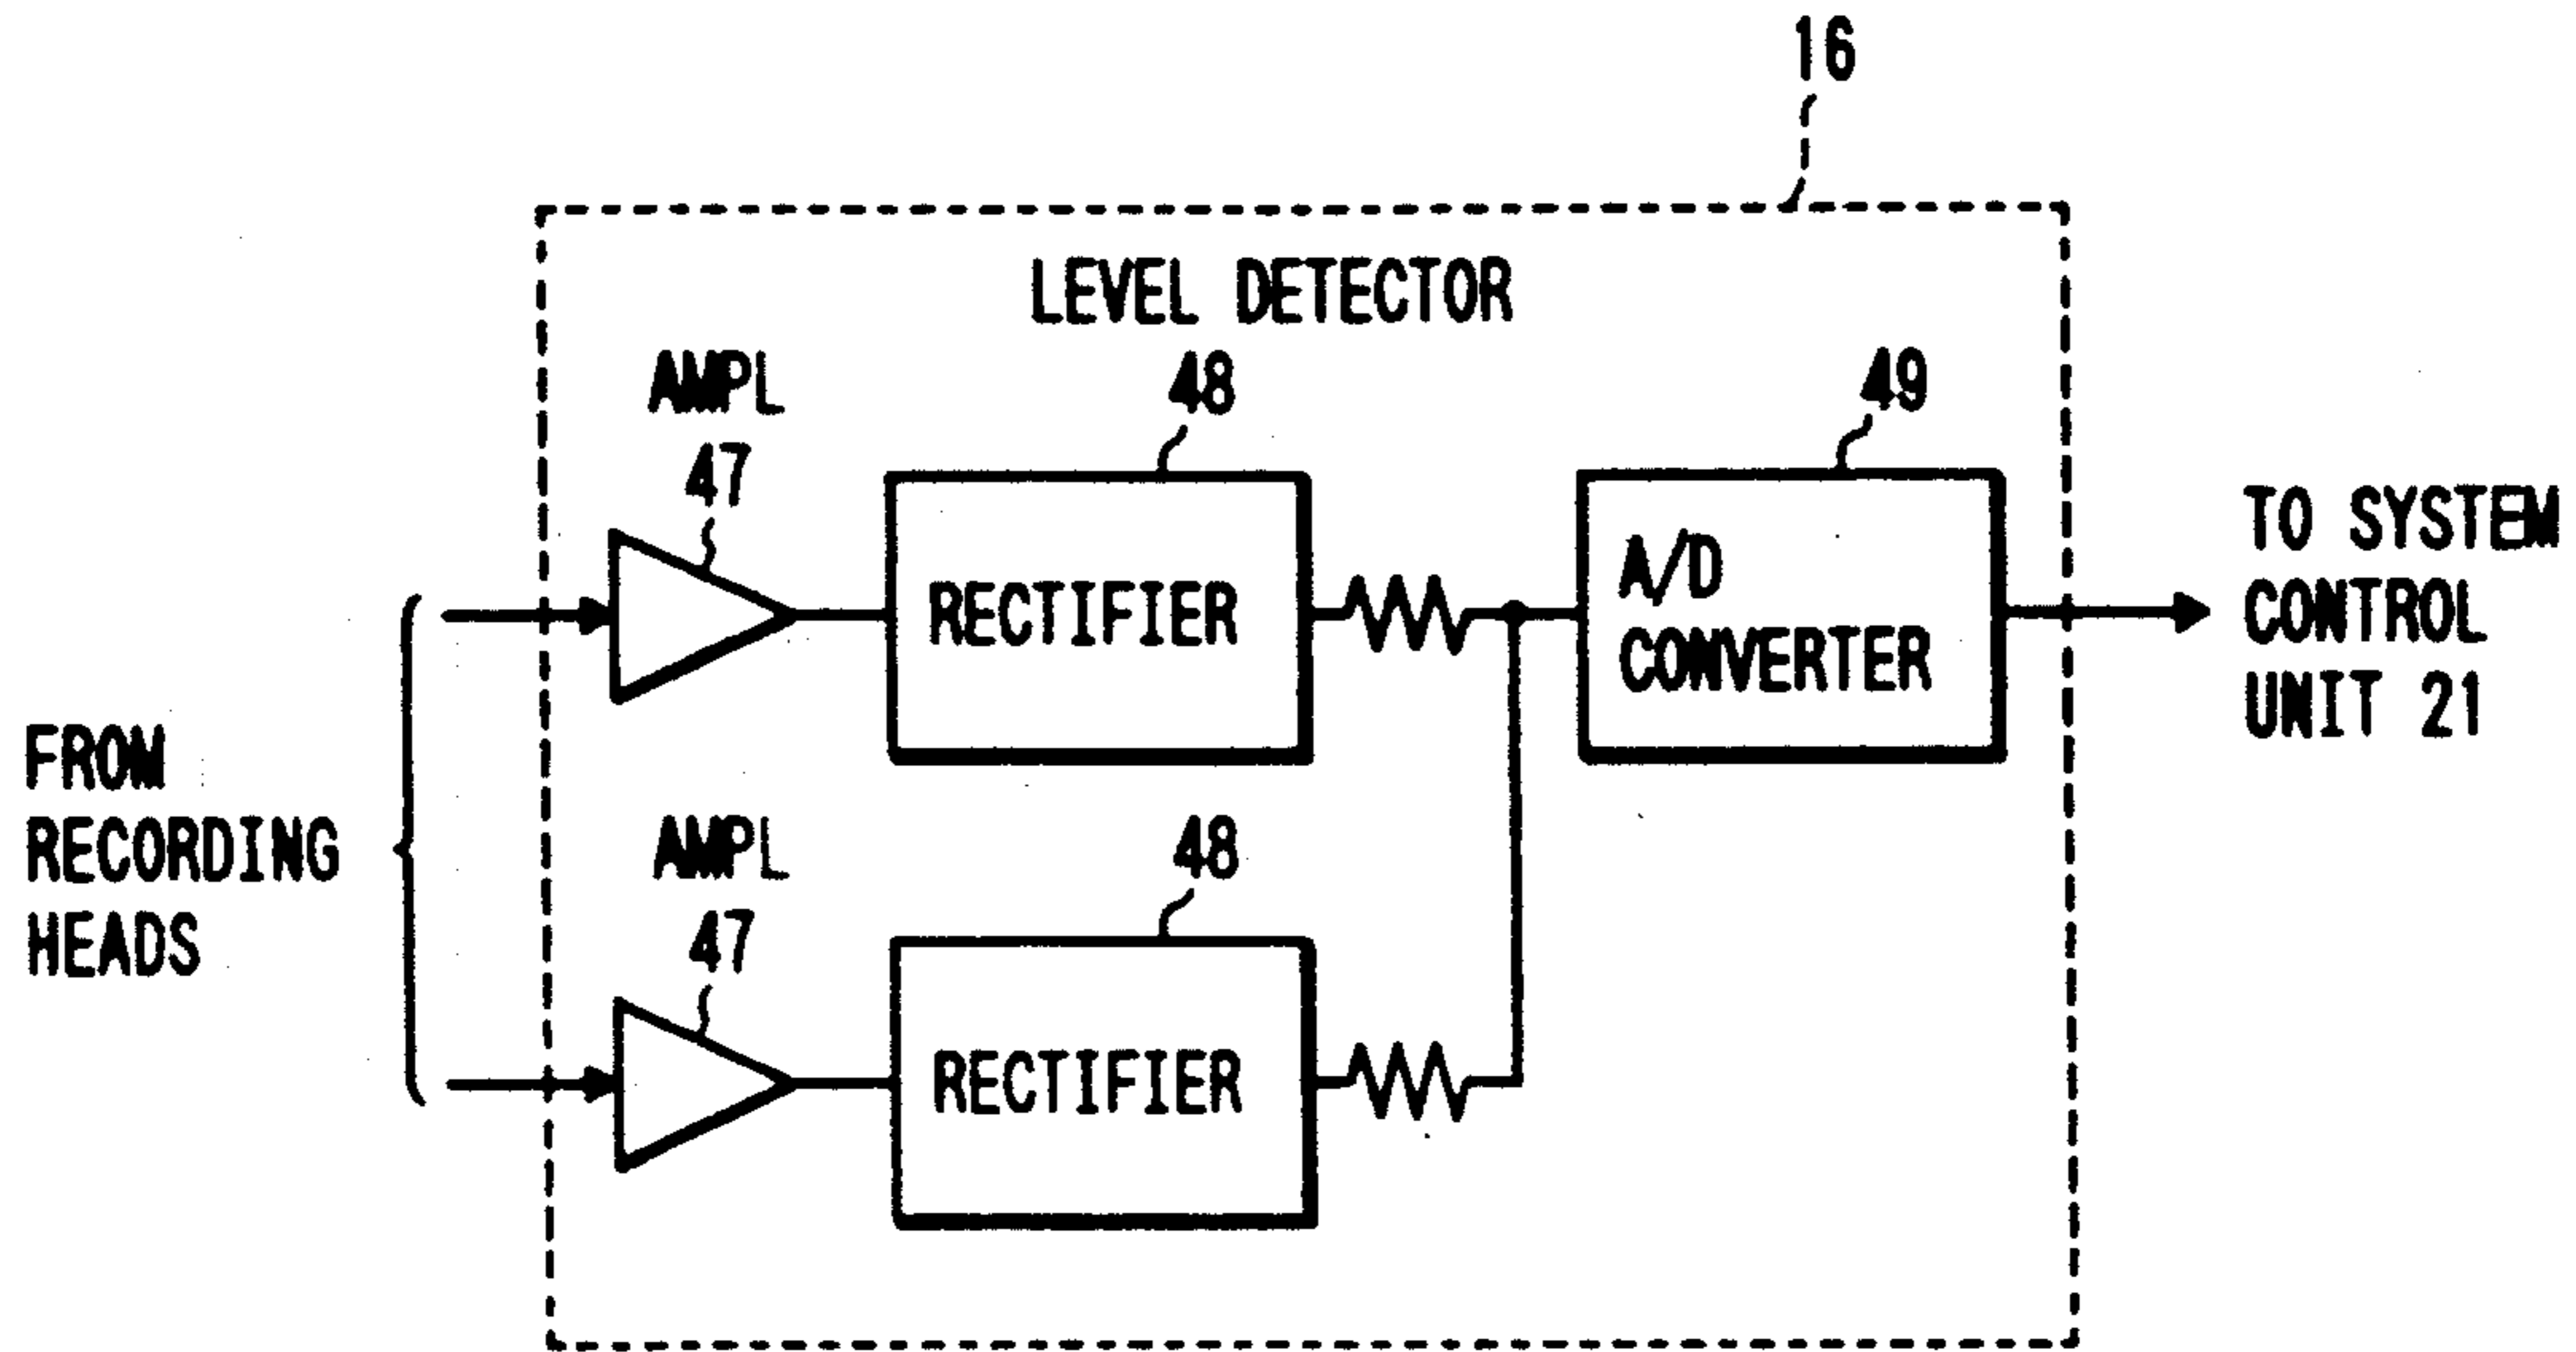 16
LEVEL DETECTOR
AMPL
47
48
49
RECTIFIER
A/D
CONVERTER
TO SYSTEM
CONTROL
UNIT 21
FROM
RECORDING
HEADS
AMPL
47
48
RECTIFIER